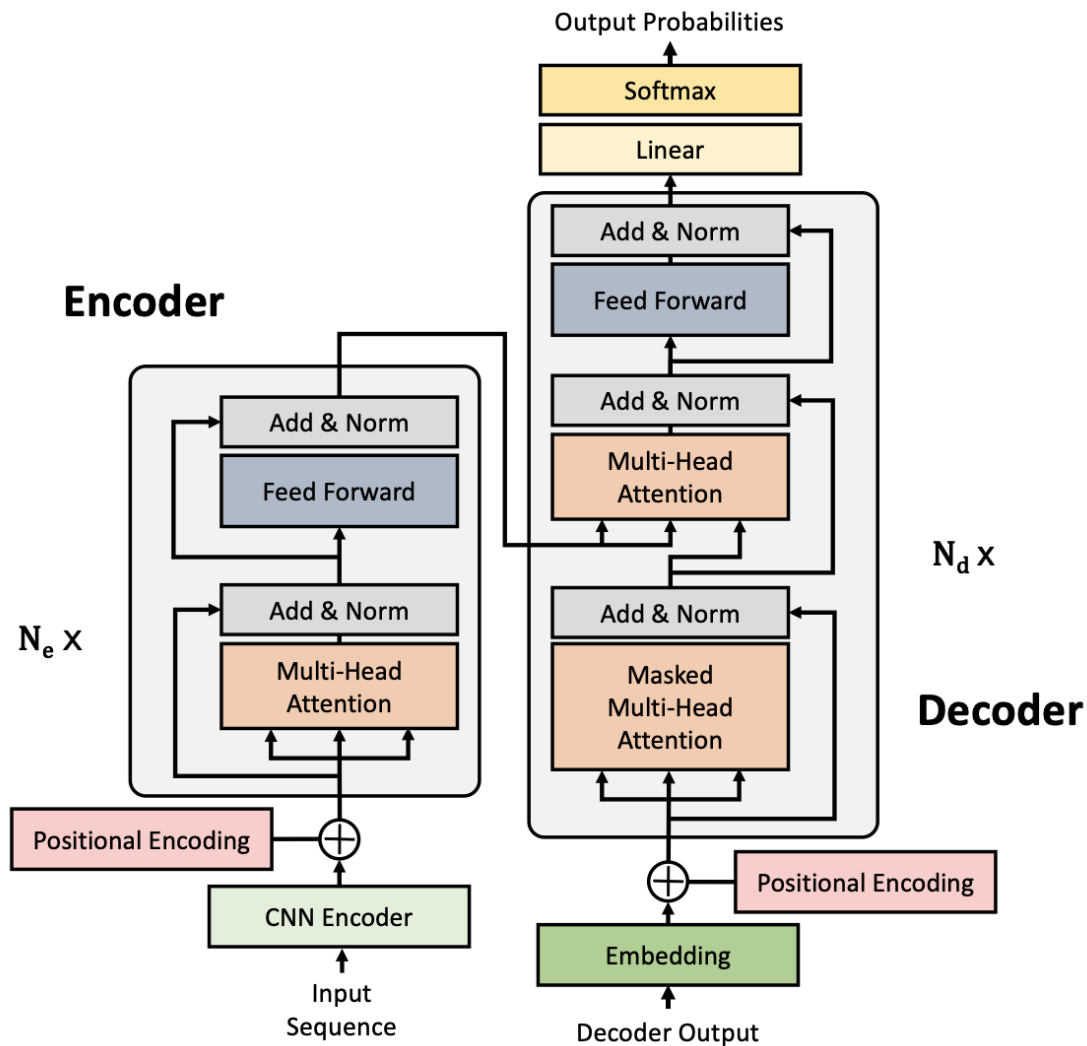 Output Probabilities
Softmax
Linear
Add & Norm
Feed Forward
Add & Norm
Multi-Head
Attention
Add & Norm
Masked
Multi-Head
Attention
N_d x
Decoder
Positional Encoding
Embedding
Decoder Output
Encoder
Add & Norm
Feed Forward
Add & Norm
Multi-Head
Attention
N_e x
Positional Encoding
CNN Encoder
Input
Sequence